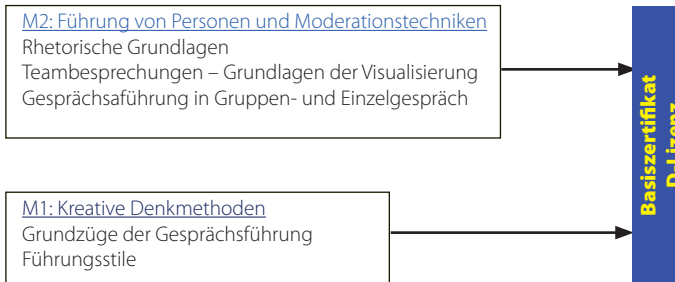 M2: Führung von Personen und Moderationstechniken
Rhetorische Grundlagen
Teambesprechungen – Grundlagen der Visualisierung
Gesprächsaführung in Gruppen- und Einzelgespräch
M1: Kreative Denkmethoden
Grundzüge der Gesprächsführung
Führungsstile
Basiszertifikat
D-Lizenz